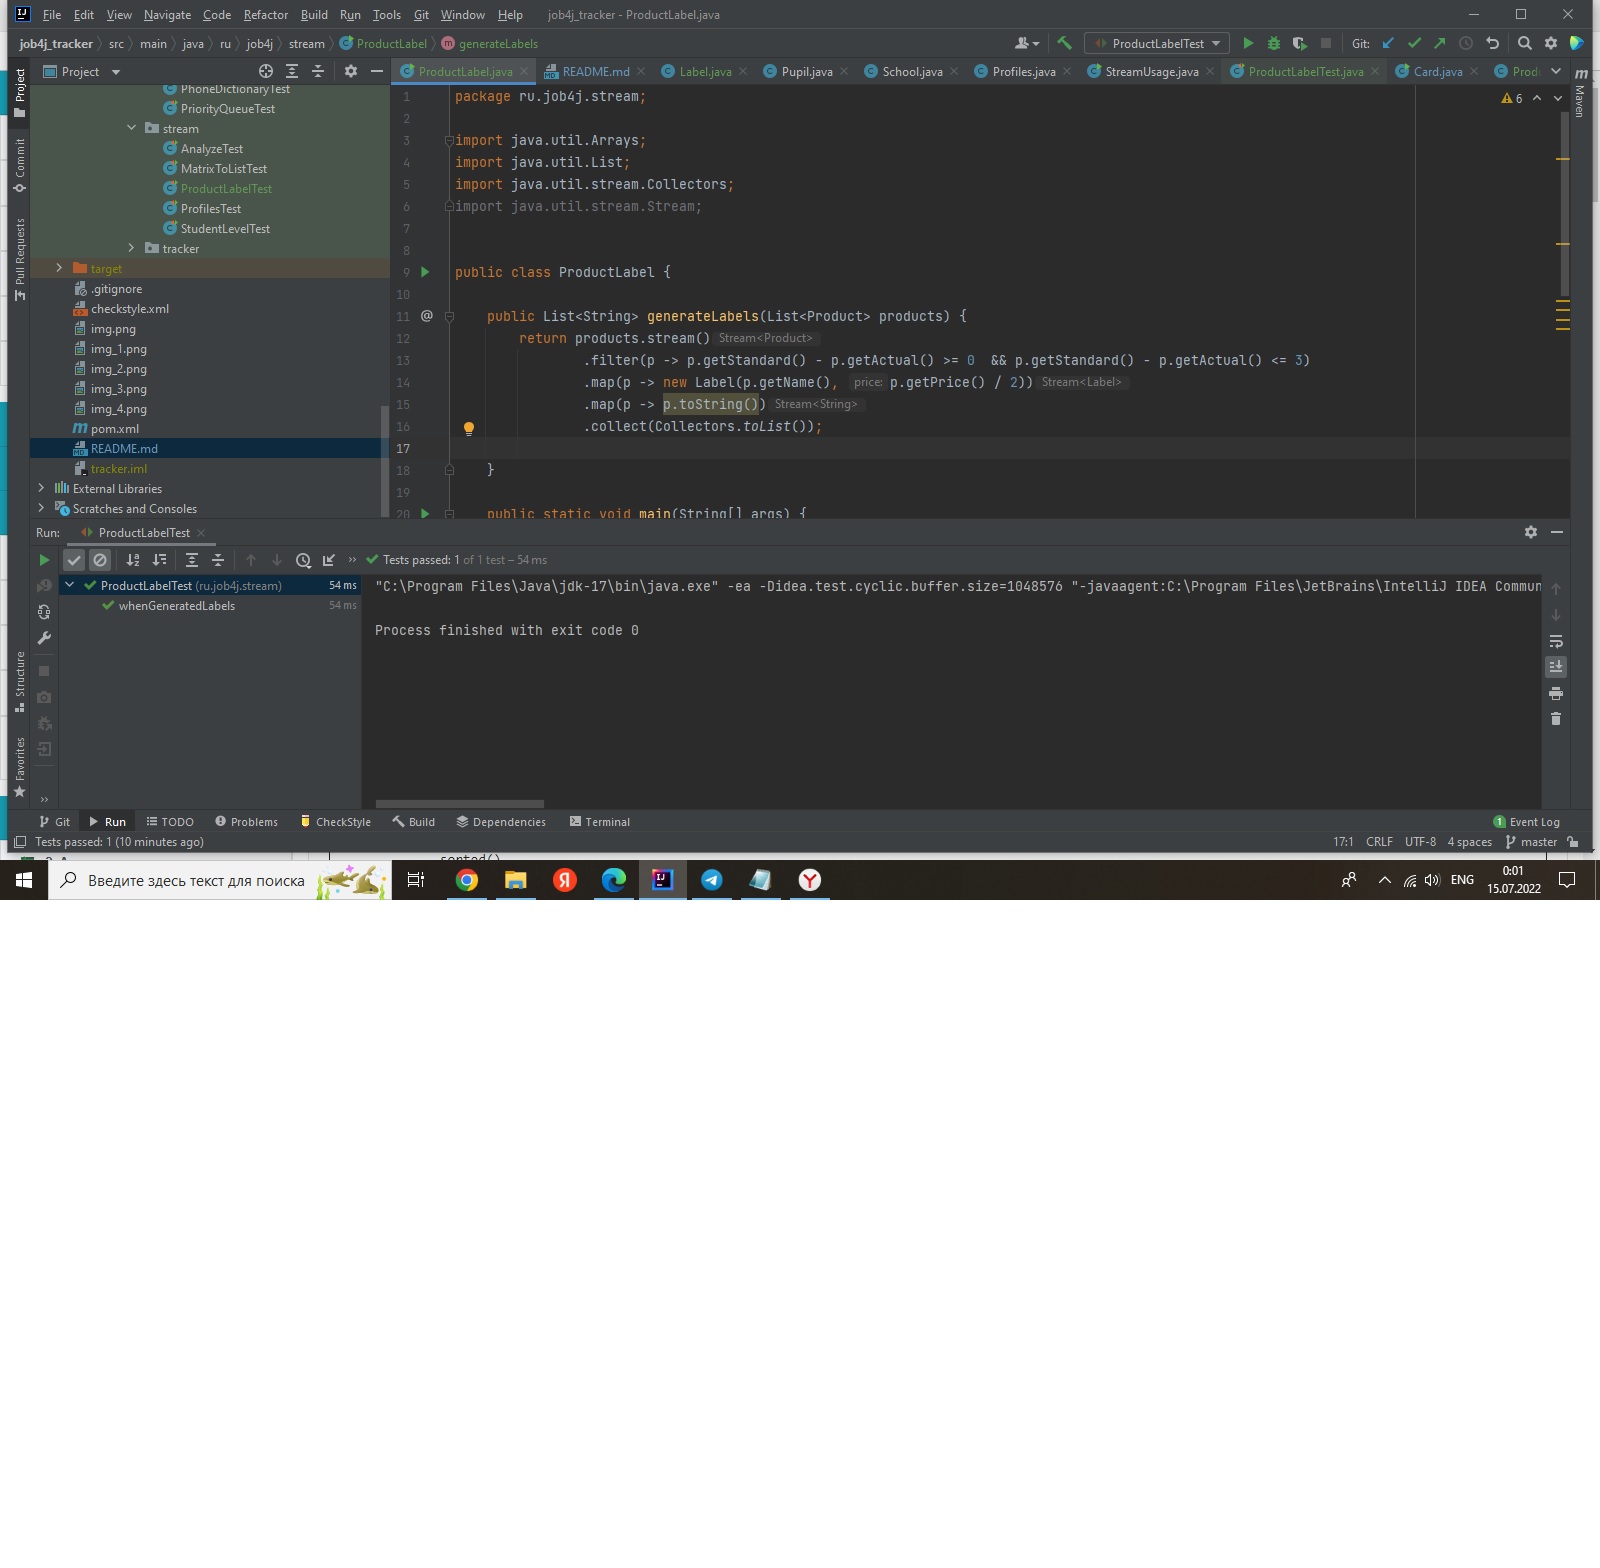 File Edit View Navigate Code Refactor Build Run Tools Git Window Help job4j_tracker - ProductLabel.java
job4j_tracker src main java ru job4j stream ProductLabel generateLabels ProductLabelTest Git:
Project ProductLabel.java README.md Label.java Pupil.java School.java Profiles.java StreamUsage.java ProductLabelTest.java Card.java Prod
Project
Commit
Pull Requests
Structure
Favorites
Maven
PhoneDictionaryTest
PriorityQueueTest
stream
AnalyzeTest
MatrixToListTest
ProductLabelTest
ProfilesTest
StudentLevelTest
tracker
target
.gitignore
checkstyle.xml
img.png
img_1.png
img_2.png
img_3.png
img_4.png
pom.xml
README.md
tracker.iml
External Libraries
Scratches and Consoles
6
1 package ru.job4j.stream;
2
3 import java.util.Arrays;
4 import java.util.List;
5 import java.util.stream.Collectors;
6 import java.util.stream.Stream;
7
8
9 public class ProductLabel {
10
11 @ public List<String> generateLabels(List<Product> products) {
12 return products.stream() Stream<Product>
13 .filter(p -> p.getStandard() - p.getActual() >= 0  && p.getStandard() - p.getActual() <= 3)
14 .map(p -> new Label(p.getName(), price: p.getPrice() / 2)) Stream<Label>
15 .map(p -> p.toString()) Stream<String>
16 .collect(Collectors.toList());
17
18 }
19
20 public static void main(String[] args) {
Run: ProductLabelTest
Tests passed: 1 of 1 test – 54 ms
ProductLabelTest (ru.job4j.stream) 54 ms
whenGeneratedLabels 54 ms
"C:\Program Files\Java\jdk-17\bin\java.exe" -ea -Didea.test.cyclic.buffer.size=1048576 "-javaagent:C:\Program Files\JetBrains\IntelliJ IDEA Commun
Process finished with exit code 0
Git Run TODO Problems CheckStyle Build Dependencies Terminal 1 Event Log
Tests passed: 1 (10 minutes ago) 17:1 CRLF UTF-8 4 spaces master
sorted()
Введите здесь текст для поиска ENG 0:01
15.07.2022